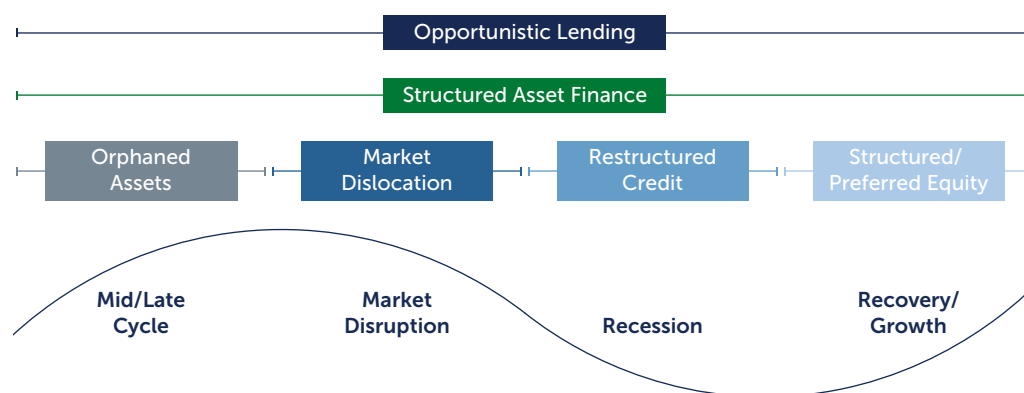 Opportunistic Lending
Structured Asset Finance
Orphaned
Assets
Market
Dislocation
Restructured
Credit
Structured/
Preferred Equity
Mid/Late
Cycle
Market
Disruption
Recession
Recovery/
Growth